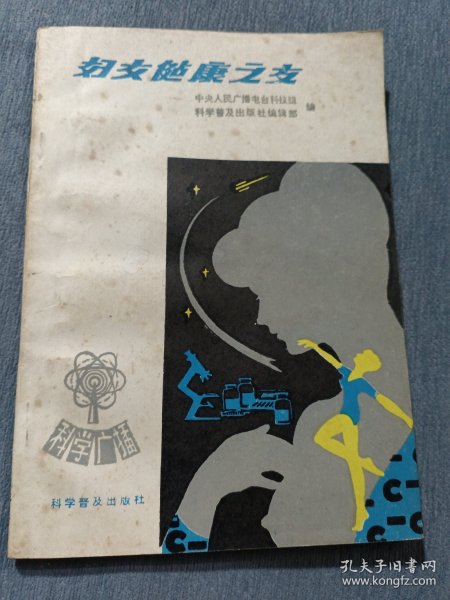 妇女健康之友
中央人民广播电台科技组
科学普及出版社编辑部
编
科学广播
科学普及出版社
孔夫子旧书网
www.kongfz.com